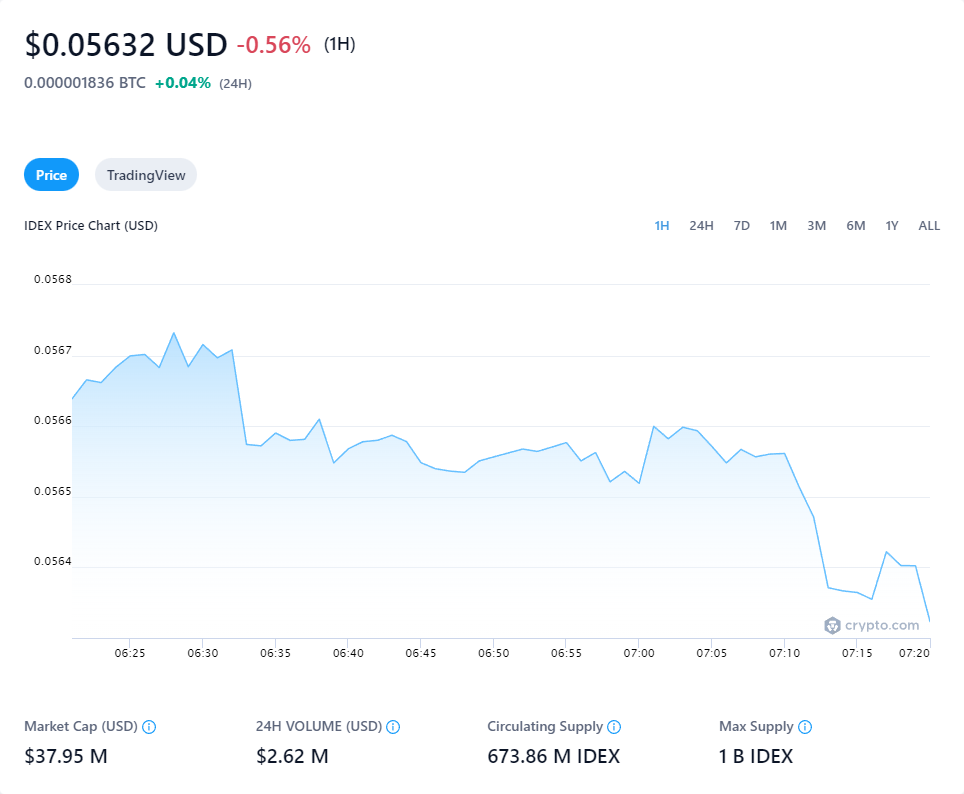 $0.05632 USD -0.56% (1H)
0.000001836 BTC +0.04% (24H)
Price TradingView
IDEX Price Chart (USD) 1H 24H 7D 1M 3M 6M 1Y ALL
0.0568
0.0567
0.0566
0.0565
0.0564
crypto.com
06:25 06:30 06:35 06:40 06:45 06:50 06:55 07:00 07:05 07:10 07:15 07:20
Market Cap (USD) 24H VOLUME (USD) Circulating Supply Max Supply
$37.95 M $2.62 M 673.86 M IDEX 1 B IDEX